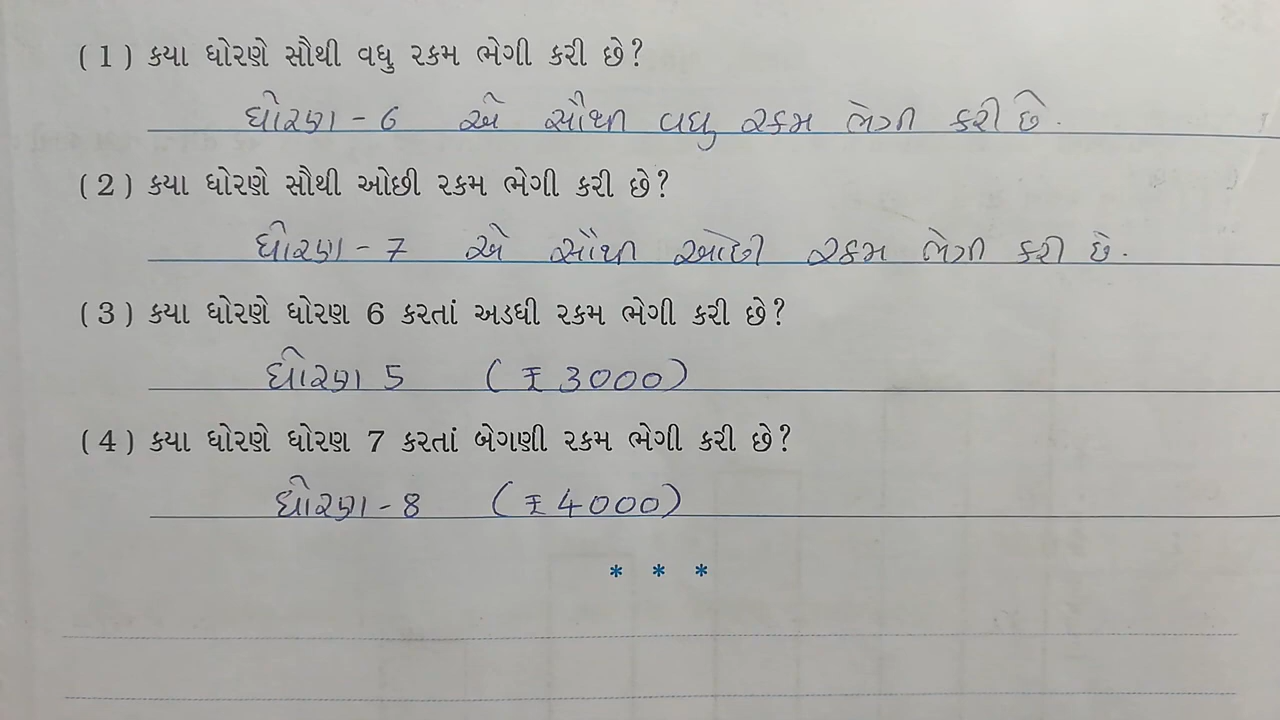 (1) કયા ધોરણે સૌથી વધુ રકમ ભેગી કરી છે?
ધોરણ - 6 એ સૌથી વધુ રકમ ભેગી કરી છે.
(2) કયા ધોરણે સૌથી ઓછી રકમ ભેગી કરી છે?
ધોરણ - 7 એ સૌથી ઓછી રકમ ભેગી કરી છે.
(3) કયા ધોરણે ધોરણ 6 કરતાં અડધી રકમ ભેગી કરી છે?
ધોરણ 5 (₹ 3000)
(4) કયા ધોરણે ધોરણ 7 કરતાં બેગણી રકમ ભેગી કરી છે?
ધોરણ - 8 (₹ 4000)
* * *